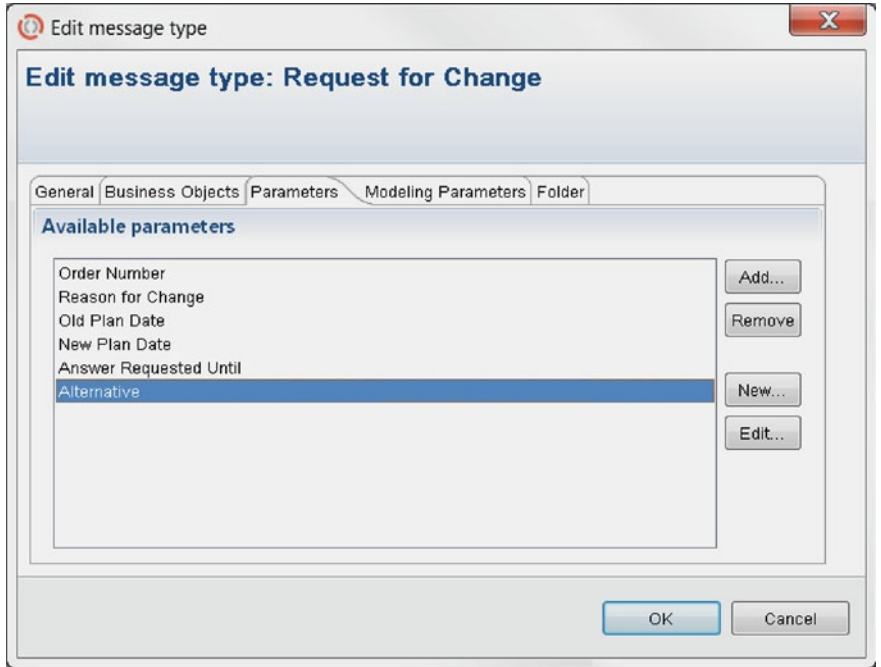 Edit message type
Edit message type: Request for Change
General Business Objects Parameters Modeling Parameters Folder
Available parameters
Order Number
Reason for Change
Old Plan Date
New Plan Date
Answer Requested Until
Alternative
Add...
Remove
New...
Edit...
OK Cancel